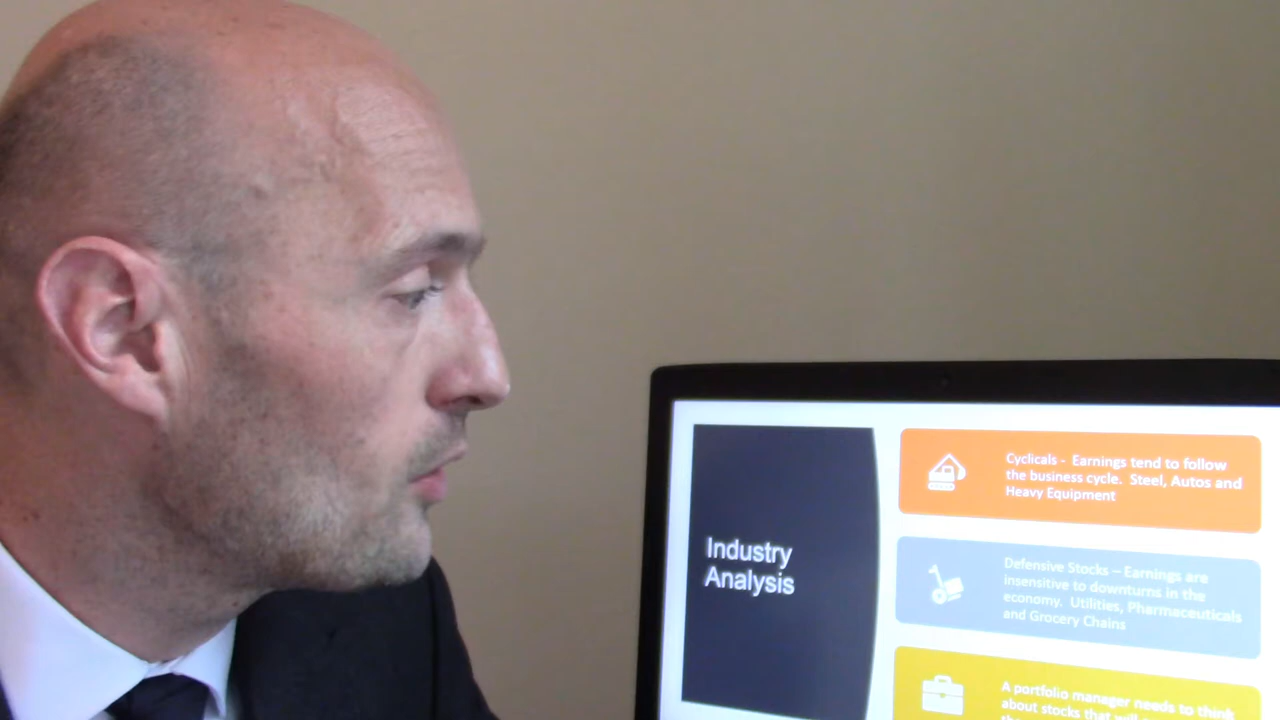 Industry
Analysis
Cyclicals - Earnings tend to follow
the business cycle. Steel, Autos and
Heavy Equipment
Defensive Stocks – Earnings are
insensitive to downturns in the
economy. Utilities, Pharmaceuticals
and Grocery Chains
A portfolio manager needs to think
about stocks that will